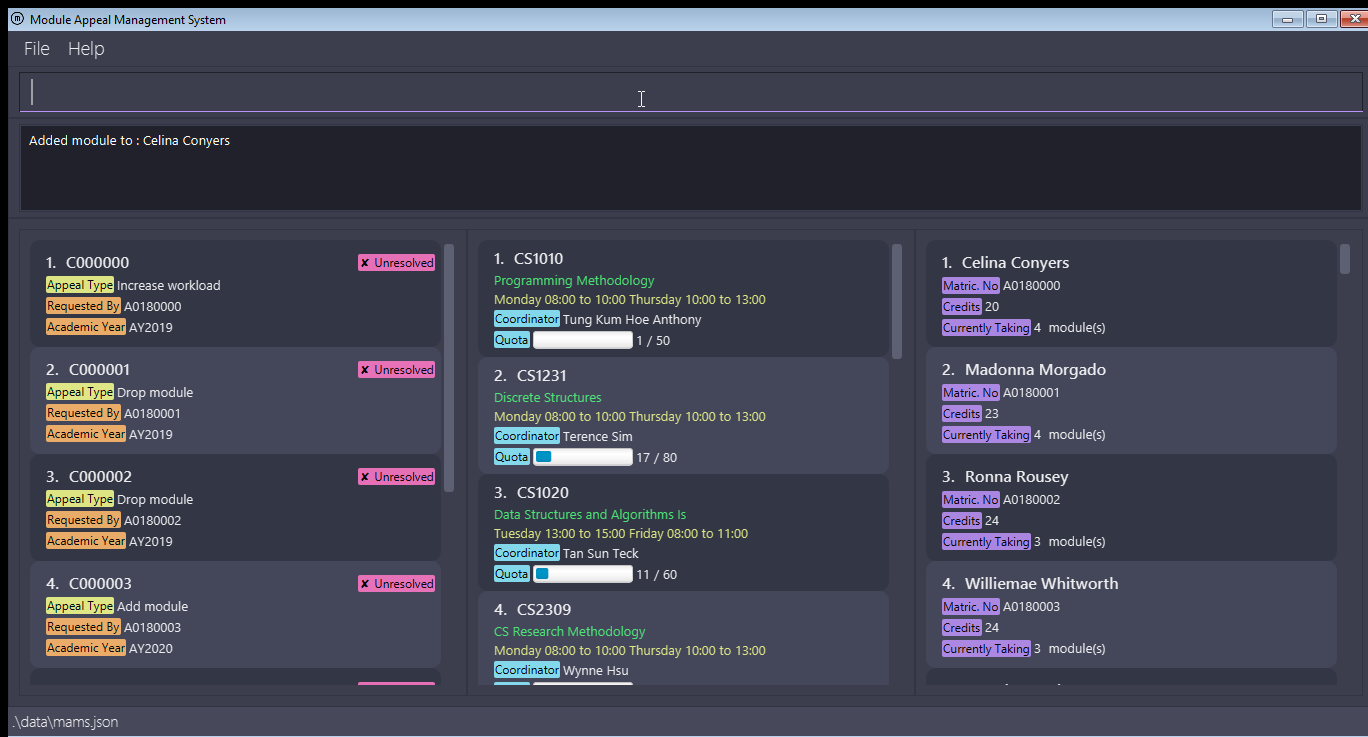 Module Appeal Management System
File Help
Added module to : Celina Conyers
1. C000000
✘ Unresolved
Appeal Type Increase workload
Requested By A0180000
Academic Year AY2019
2. C000001
✘ Unresolved
Appeal Type Drop module
Requested By A0180001
Academic Year AY2019
3. C000002
✘ Unresolved
Appeal Type Drop module
Requested By A0180002
Academic Year AY2019
4. C000003
✘ Unresolved
Appeal Type Add module
Requested By A0180003
Academic Year AY2020
1. CS1010
Programming Methodology
Monday 08:00 to 10:00 Thursday 10:00 to 13:00
Coordinator Tung Kum Hoe Anthony
Quota 1 / 50
2. CS1231
Discrete Structures
Monday 08:00 to 10:00 Thursday 10:00 to 13:00
Coordinator Terence Sim
Quota 17 / 80
3. CS1020
Data Structures and Algorithms Is
Tuesday 13:00 to 15:00 Friday 08:00 to 11:00
Coordinator Tan Sun Teck
Quota 11 / 60
4. CS2309
CS Research Methodology
Monday 08:00 to 10:00 Thursday 10:00 to 13:00
Coordinator Wynne Hsu
1. Celina Conyers
Matric. No A0180000
Credits 20
Currently Taking 4 module(s)
2. Madonna Morgado
Matric. No A0180001
Credits 23
Currently Taking 4 module(s)
3. Ronna Rousey
Matric. No A0180002
Credits 24
Currently Taking 3 module(s)
4. Williemae Whitworth
Matric. No A0180003
Credits 24
Currently Taking 3 module(s)
.\data\mams.json